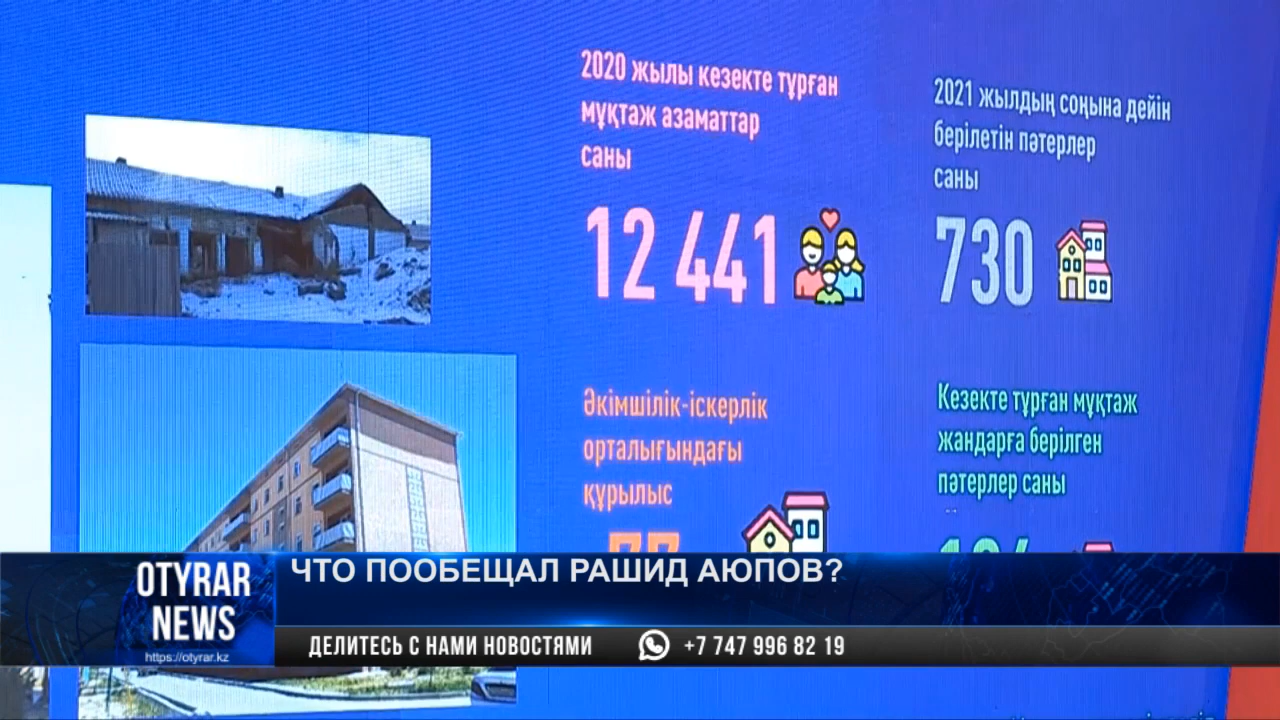 2020 жылы кезекте тұрған
мұқтаж азаматтар
саны
12 441
2021 жылдың соңына дейін
берілетін пәтерлер
саны
730
Әкімшілік-іскерлік
орталығындағы
құрылыс
Кезекте тұрған мұқтаж
жандарға берілген
пәтерлер саны
OTYRAR
NEWS
https://otyrar.kz
ЧТО ПООБЕЩАЛ РАШИД АЮПОВ?
ДЕЛИТЕСЬ С НАМИ НОВОСТЯМИ
+7 747 996 82 19